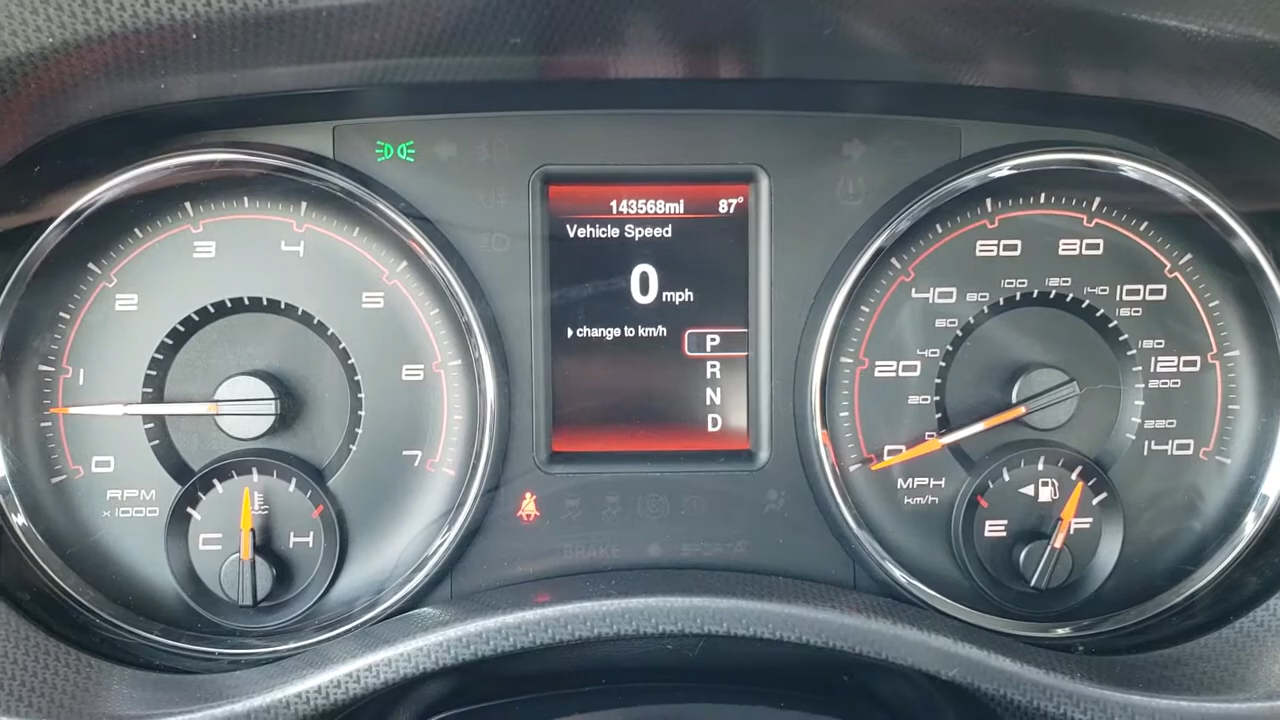 143568mi 87°
Vehicle Speed
0 mph
change to km/h
P
R
N
D
0
1
2
3
4
5
6
7
RPM
x1000
C H
0
20
40
60
80
100
120
140
0
20
40
60
80
100
120
140
160
180
200
220
MPH
km/h
E F
BRAKE